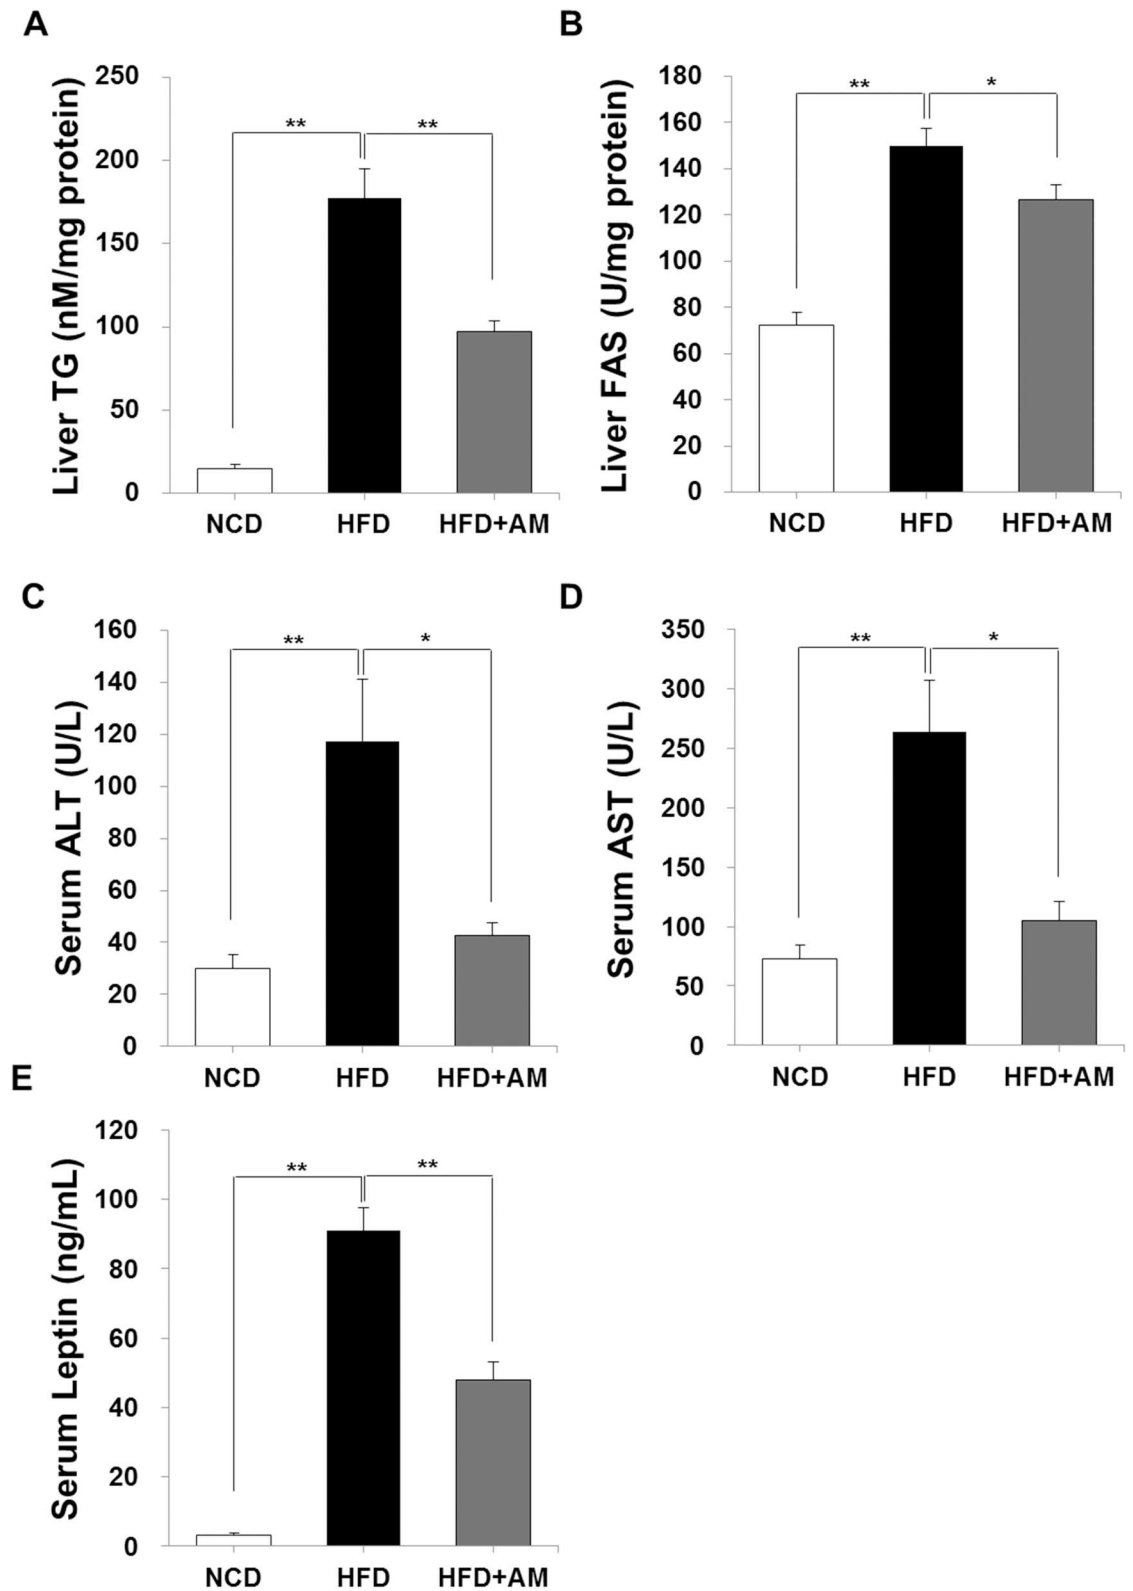 A
Liver TG (nM/mg protein)
250
200
150
100
50
0
**
**
NCD
HFD
HFD+AM
B
Liver FAS (U/mg protein)
180
160
140
120
100
80
60
40
20
0
**
*
NCD
HFD
HFD+AM
C
Serum ALT (U/L)
160
140
120
100
80
60
40
20
0
**
*
NCD
HFD
HFD+AM
D
Serum AST (U/L)
350
300
250
200
150
100
50
0
**
*
NCD
HFD
HFD+AM
E
Serum Leptin (ng/mL)
120
100
80
60
40
20
0
**
**
NCD
HFD
HFD+AM